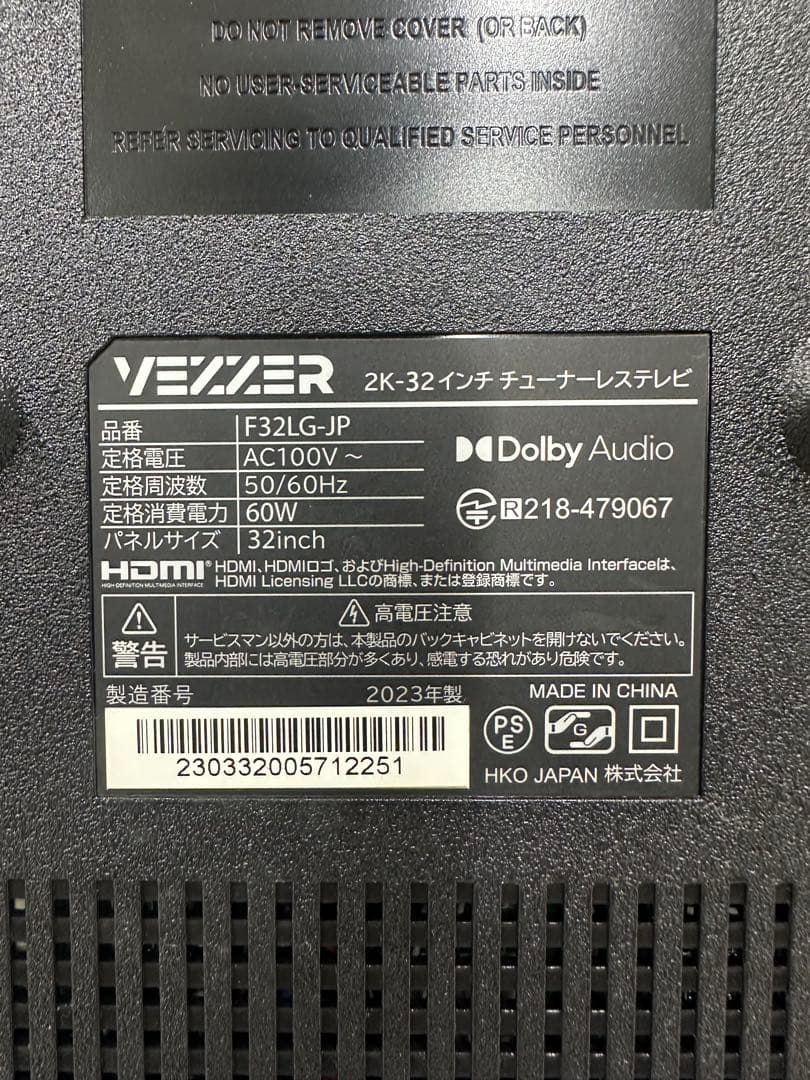 DO NOT REMOVE COVER (OR BACK)
NO USER-SERVICEABLE PARTS INSIDE
REFER SERVICING TO QUALIFIED SERVICE PERSONNEL
VEZZER 2K-32インチ チューナーレステレビ
品番 F32LG-JP
定格電圧 AC100V～
定格周波数 50/60Hz
定格消費電力 60W
パネルサイズ 32inch
Dolby Audio
R 218-479067
HDMI® HDMI、HDMIロゴ、およびHigh-Definition Multimedia Interfaceは、
HIGH-DEFINITION MULTIMEDIA INTERFACE HDMI Licensing LLCの商標、または登録商標です。
警告
高電圧注意
サービスマン以外の方は、本製品のバックキャビネットを開けないでください。
製品内部には高電圧部分が多くあり、感電する恐れがあり危険です。
製造番号 2023年製
230332005712251
MADE IN CHINA
PSE G
HKO JAPAN 株式会社